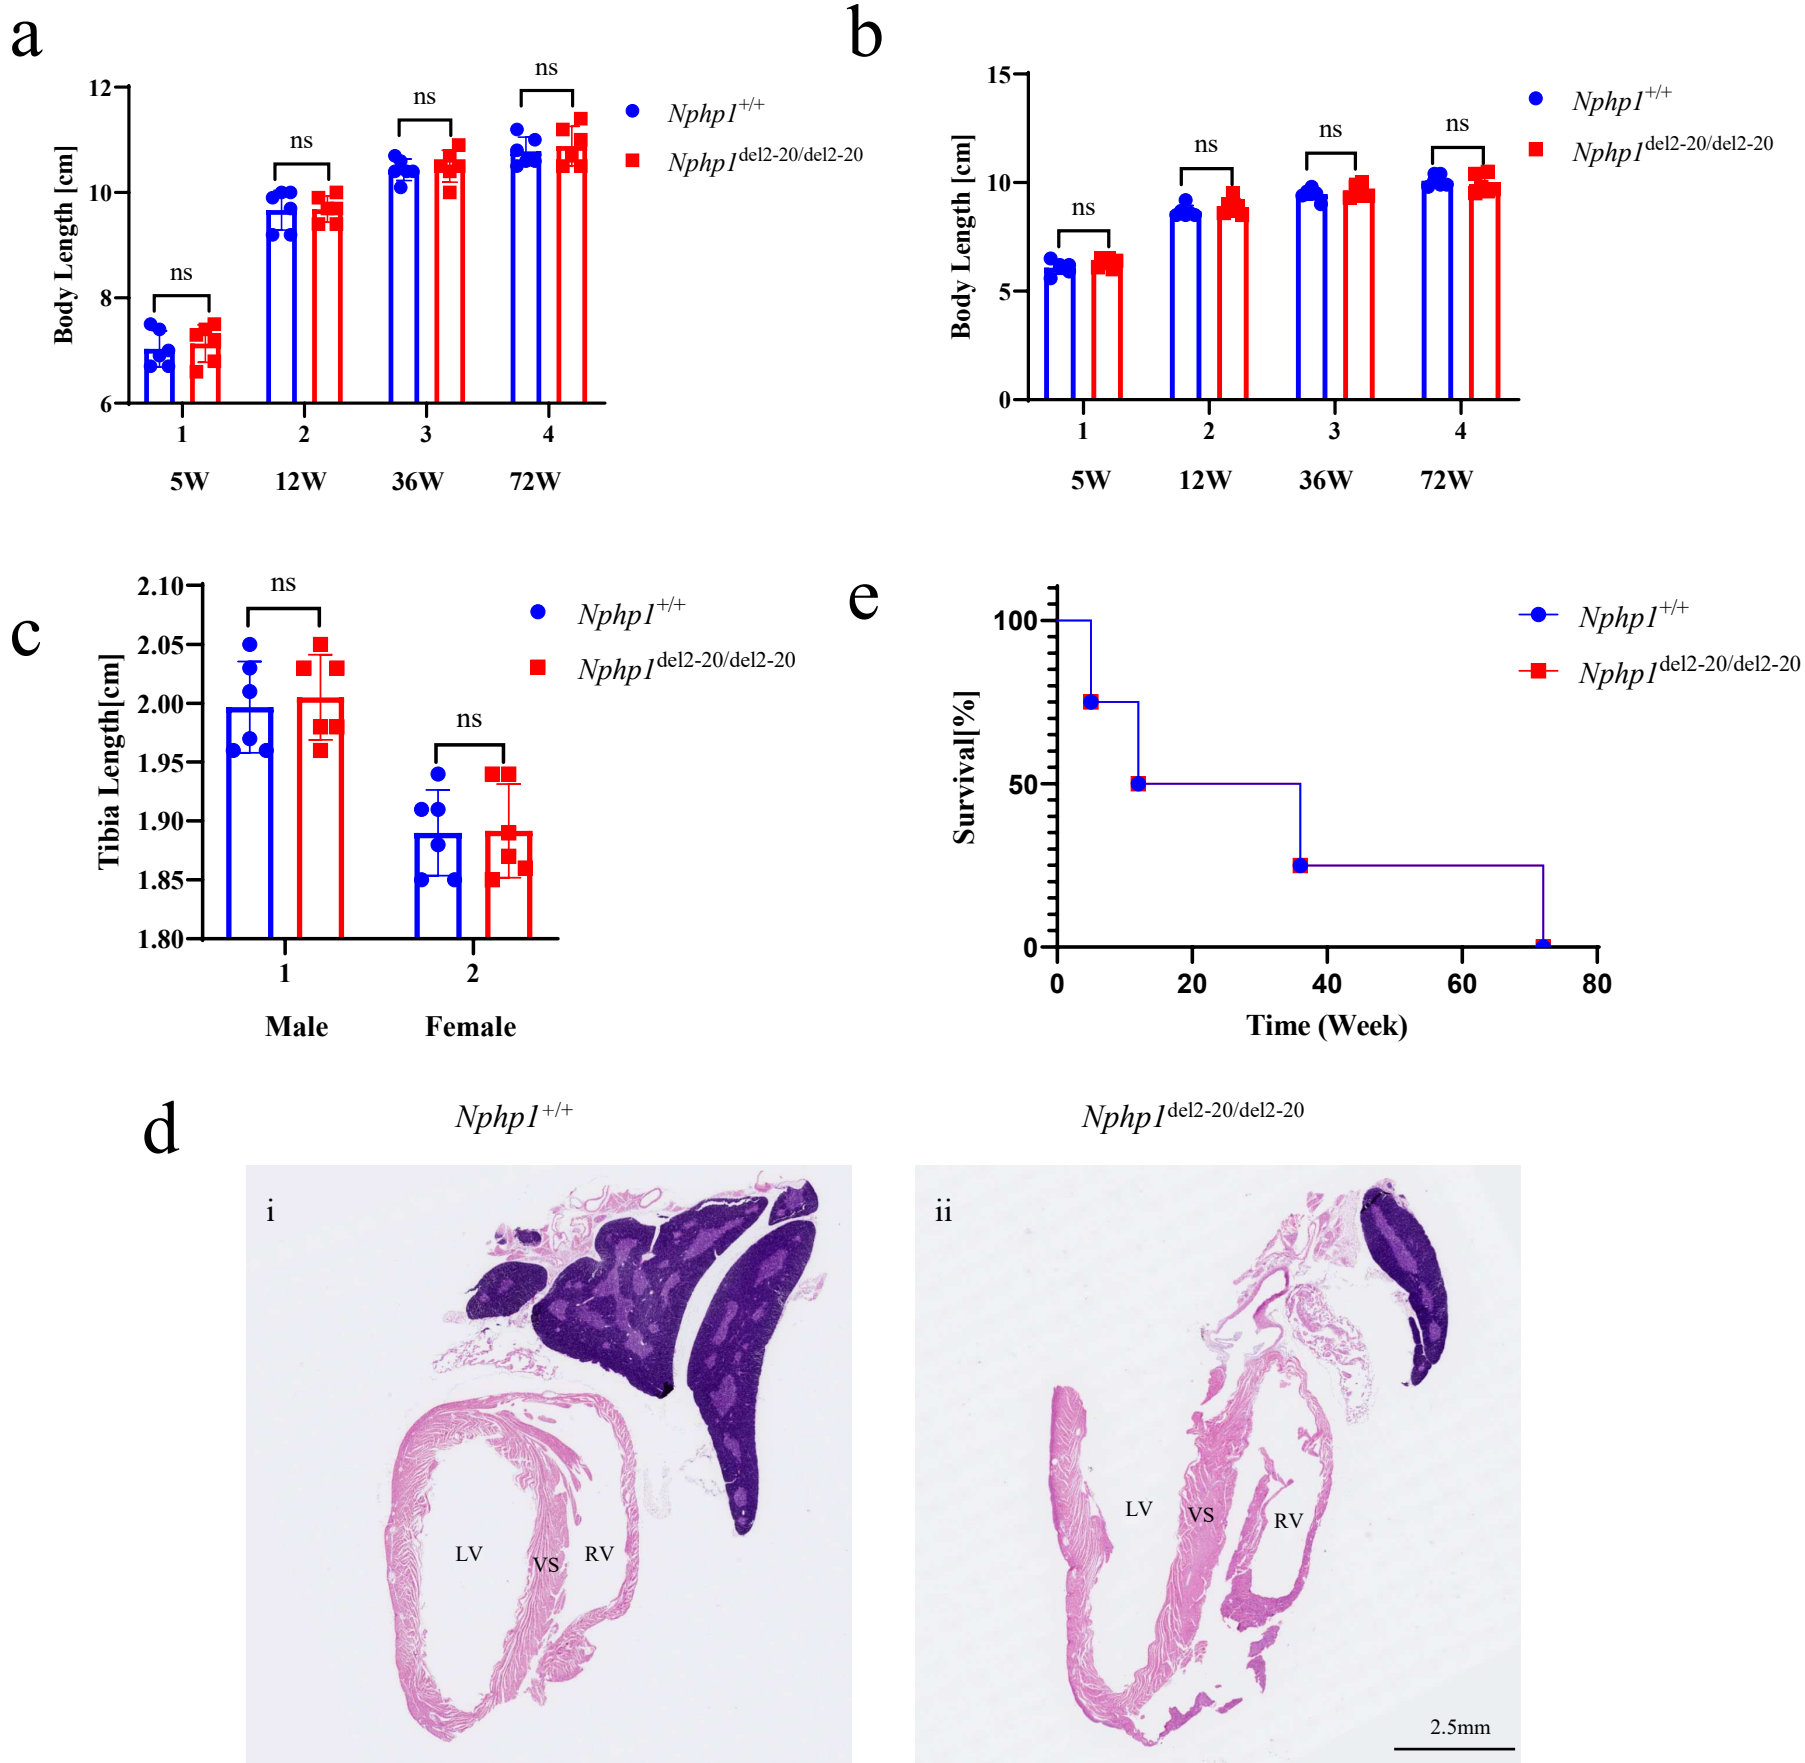 a
Body Length [cm]
12
10
8
6
ns
ns
ns
ns
1
2
3
4
5W
12W
36W
72W
Nphp1+/+
Nphp1del2-20/del2-20
b
Body Length [cm]
15
10
5
0
ns
ns
ns
ns
1
2
3
4
5W
12W
36W
72W
Nphp1+/+
Nphp1del2-20/del2-20
c
Tibia Length[cm]
2.10
2.05
2.00
1.95
1.90
1.85
1.80
ns
ns
1
2
Male
Female
Nphp1+/+
Nphp1del2-20/del2-20
e
Survival[%]
100
50
0
0
20
40
60
80
Time (Week)
Nphp1+/+
Nphp1del2-20/del2-20
d
Nphp1+/+
Nphp1del2-20/del2-20
i
LV
VS
RV
ii
LV
VS
RV
2.5mm